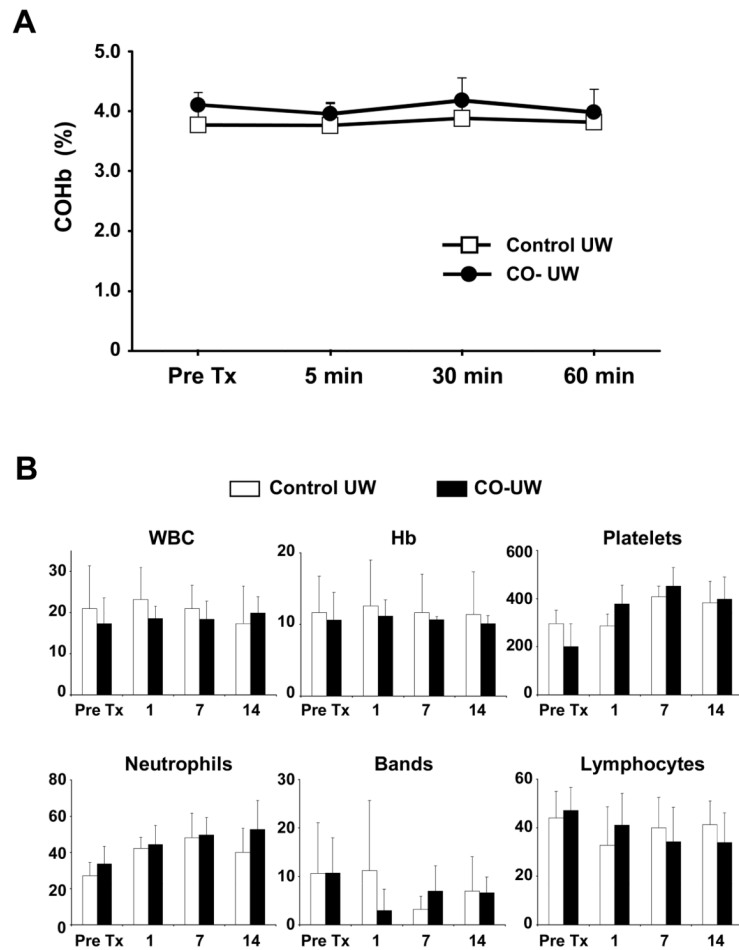 A
5.0
4.0
3.0
2.0
1.0
0
COHb (%)
Control UW
CO- UW
Pre Tx 5 min 30 min 60 min
B
Control UW CO-UW
WBC Hb Platelets
30
20
10
0
Pre Tx 1 7 14
20
10
0
Pre Tx 1 7 14
600
400
200
Pre Tx 1 7 14
Neutrophils Bands Lymphocytes
80
60
40
20
0
Pre Tx 1 7 14
30
20
10
0
Pre Tx 1 7 14
60
40
20
0
Pre Tx 1 7 14